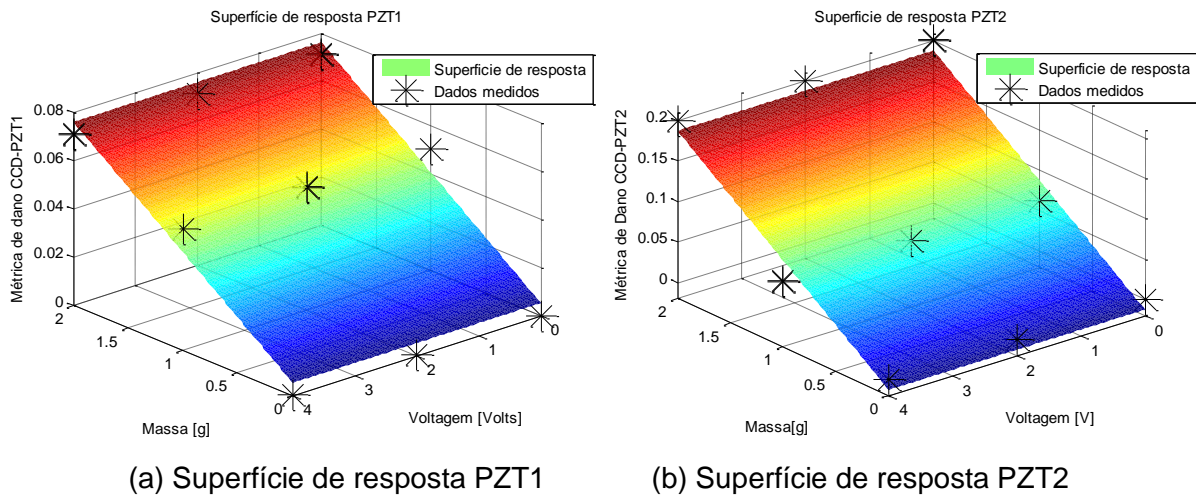 Superfície de resposta PZT1
Superficie de resposta
Dados medidos
Métrica de dano CCD-PZT1
0.08
0.06
0.04
0.02
0
2
1.5
1
0.5
0
4
3
2
1
0
Massa [g]
Voltagem [Volts]
Superfície de resposta PZT2
Superficie de resposta
Dados medidos
Métrica de Dano CCD-PZT2
0.2
0.15
0.1
0.05
0
2
1.5
1
0.5
0
4
3
2
1
0
Massa[g]
Voltagem [V]
(a) Superfície de resposta PZT1
(b) Superfície de resposta PZT2